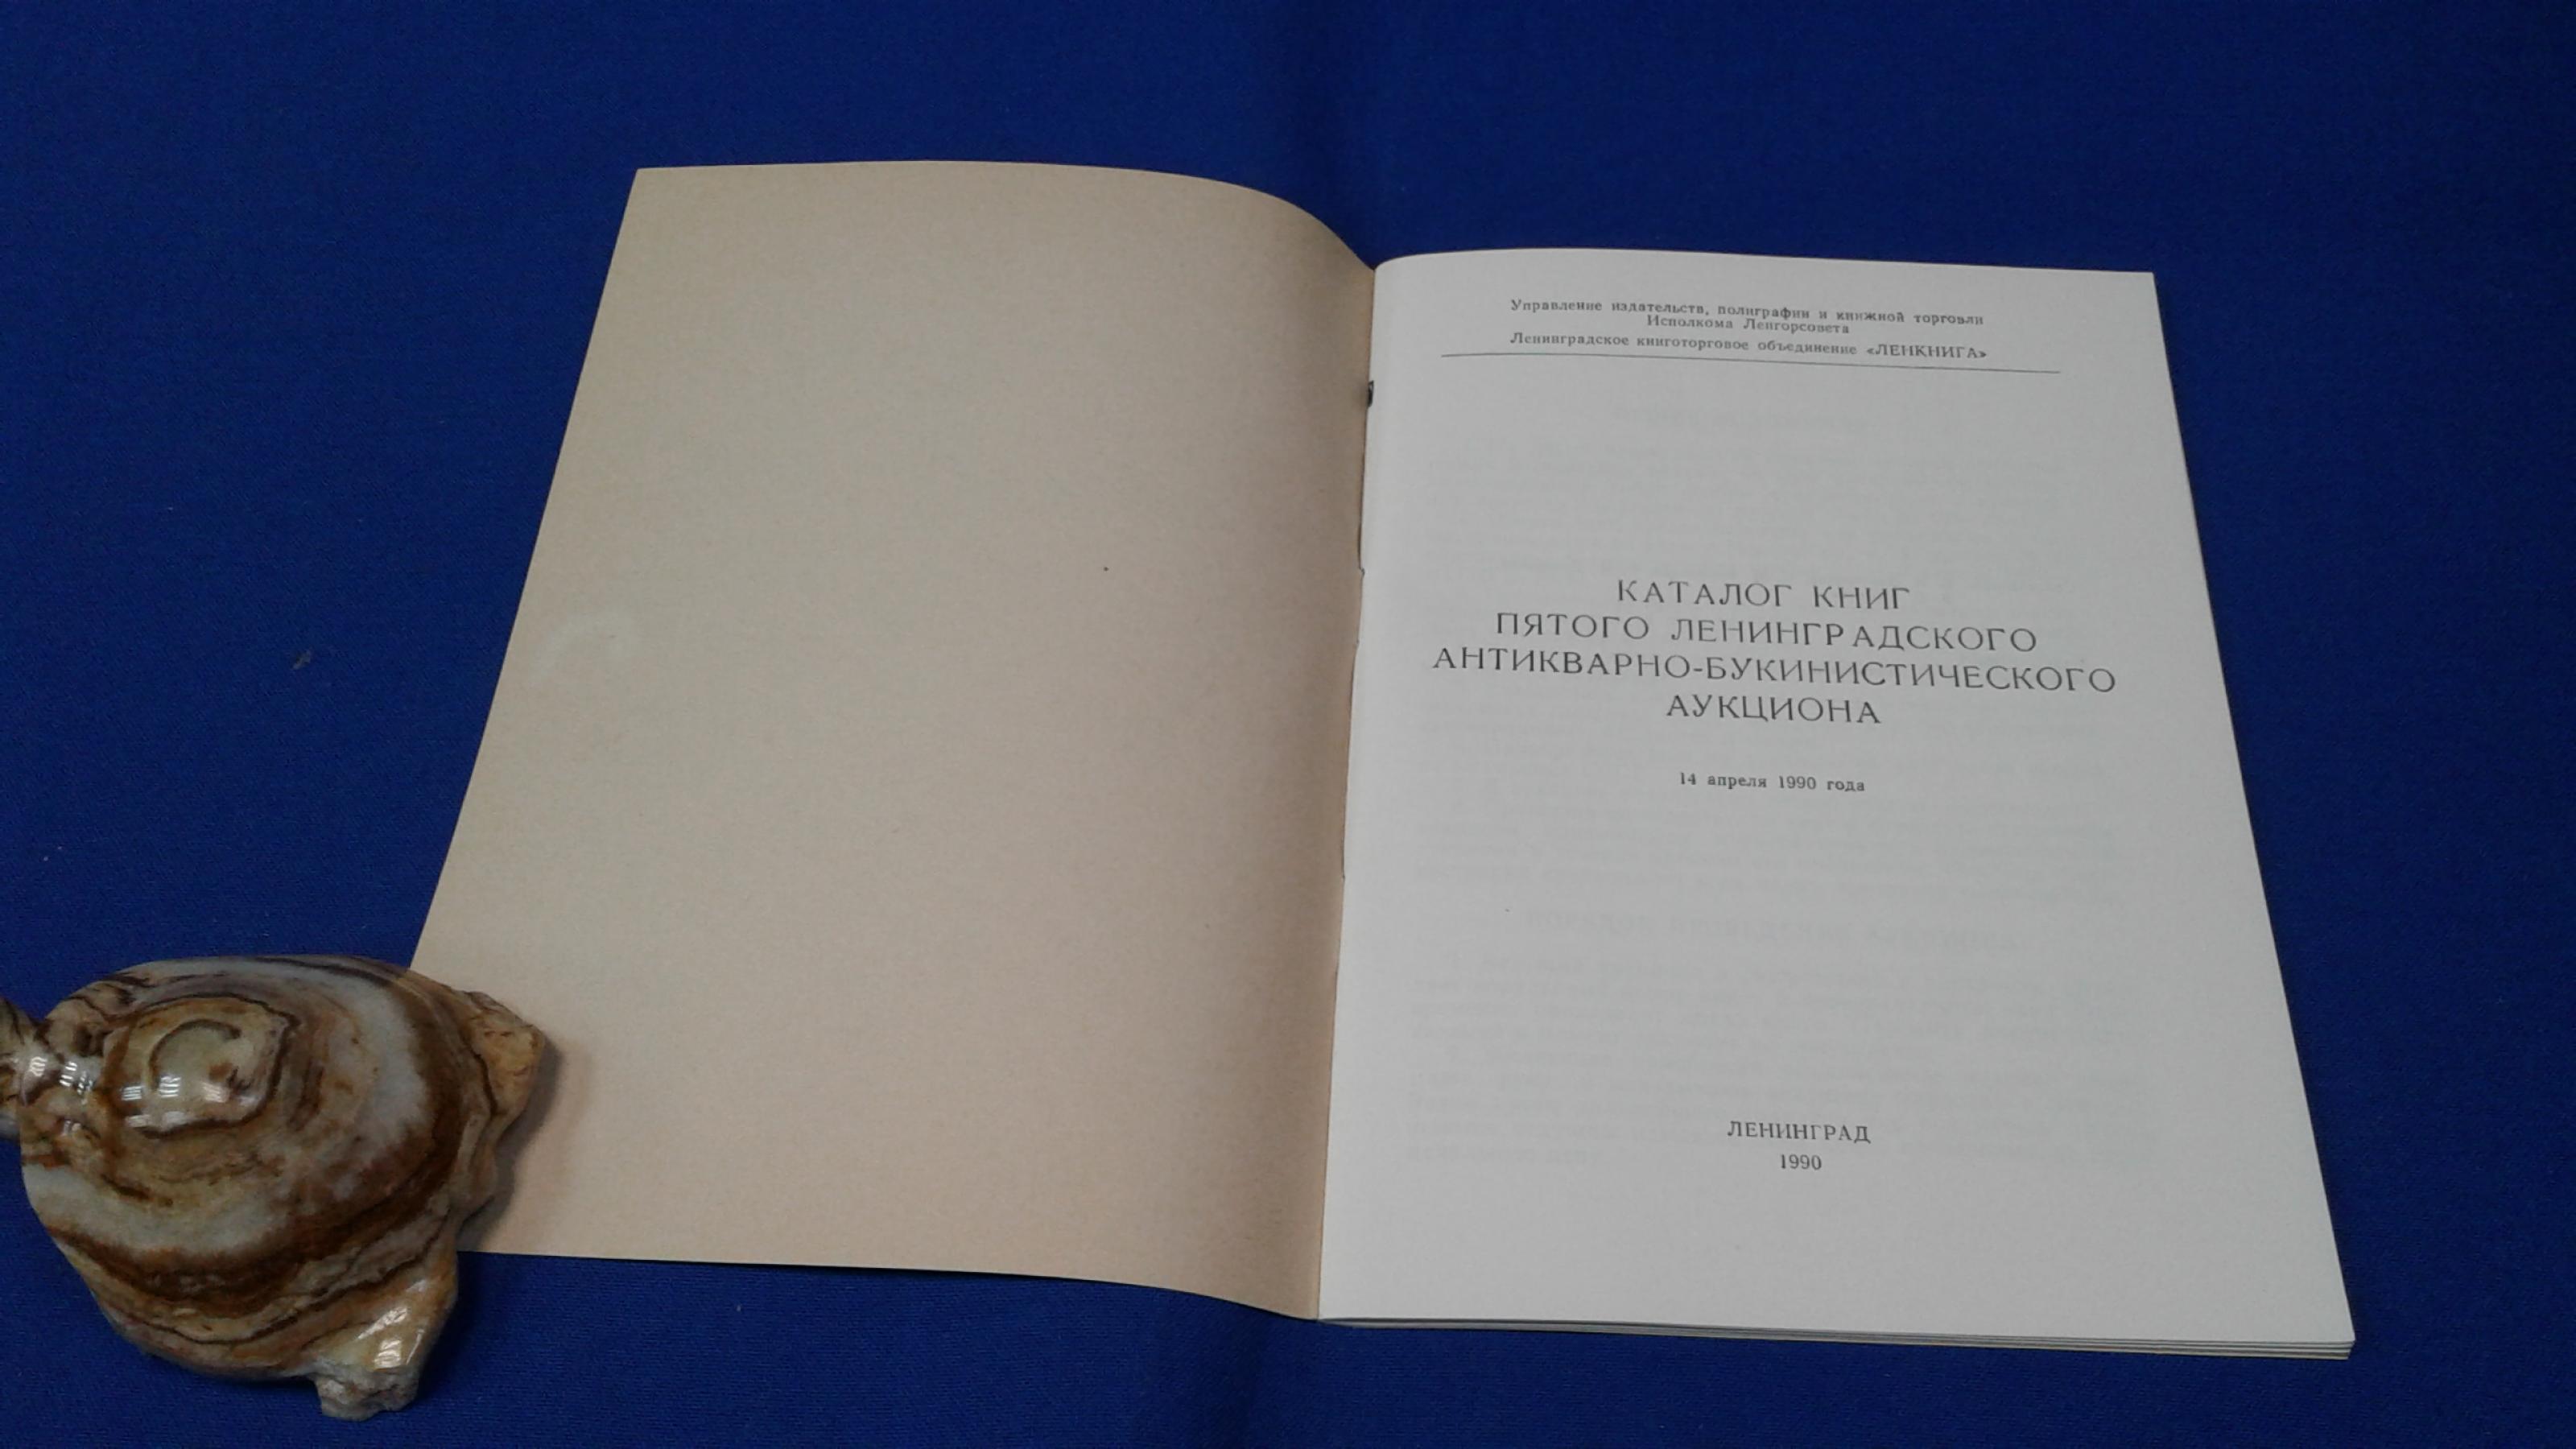 Управление издательств, полиграфии и книжной торговли
Исполкома Ленгорсовета
Ленинградское книготорговое объединение «ЛЕНКНИГА»
КАТАЛОГ КНИГ
ПЯТОГО ЛЕНИНГРАДСКОГО
АНТИКВАРНО-БУКИНИСТИЧЕСКОГО
АУКЦИОНА
14 апреля 1990 года
ЛЕНИНГРАД
1990